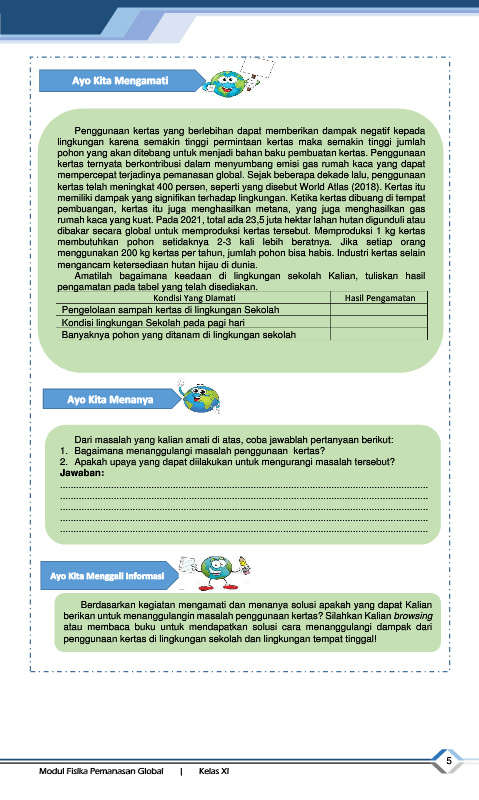 Ayo Kita Mengamati
Penggunaan kertas yang berlebihan dapat memberikan dampak negatif kepada
lingkungan karena semakin tinggi permintaan kertas maka semakin tinggi jumlah
pohon yang akan ditebang untuk menjadi bahan baku pembuatan kertas. Penggunaan
kertas ternyata berkontribusi dalam menyumbang emisi gas rumah kaca yang dapat
mempercepat terjadinya pemanasan global. Sejak beberapa dekade lalu, penggunaan
kertas telah meningkat 400 persen, seperti yang disebut World Atlas (2018). Kertas itu
memiliki dampak yang signifikan terhadap lingkungan. Ketika kertas dibuang di tempat
pembuangan, kertas itu juga menghasilkan metana, yang juga menghasilkan gas
rumah kaca yang kuat. Pada 2021, total ada 23,5 juta hektar lahan hutan digunduli atau
dibakar secara global untuk memproduksi kertas tersebut. Memproduksi 1 kg kertas
membutuhkan pohon setidaknya 2-3 kali lebih beratnya. Jika setiap orang
menggunakan 200 kg kertas per tahun, jumlah pohon bisa habis. Industri kertas selain
mengancam ketersediaan hutan hijau di dunia.
Amatilah bagaimana keadaan di lingkungan sekolah Kalian, tuliskan hasil
pengamatan pada tabel yang telah disediakan.
Kondisi Yang Diamati Hasil Pengamatan
Pengelolaan sampah kertas di lingkungan Sekolah
Kondisi lingkungan Sekolah pada pagi hari
Banyaknya pohon yang ditanam di lingkungan sekolah
Ayo Kita Menanya
Dari masalah yang kalian amati di atas, coba jawablah pertanyaan berikut:
1. Bagaimana menanggulangi masalah penggunaan kertas?
2. Apakah upaya yang dapat diilakukan untuk mengurangi masalah tersebut?
Jawaban:
Ayo Kita Menggali Informasi
Berdasarkan kegiatan mengamati dan menanya solusi apakah yang dapat Kalian
berikan untuk menanggulangin masalah penggunaan kertas? Silahkan Kalian browsing
atau membaca buku untuk mendapatkan solusi cara menanggulangi dampak dari
penggunaan kertas di lingkungan sekolah dan lingkungan tempat tinggal!
5
Modul Fisika Pemanasan Global | Kelas XI